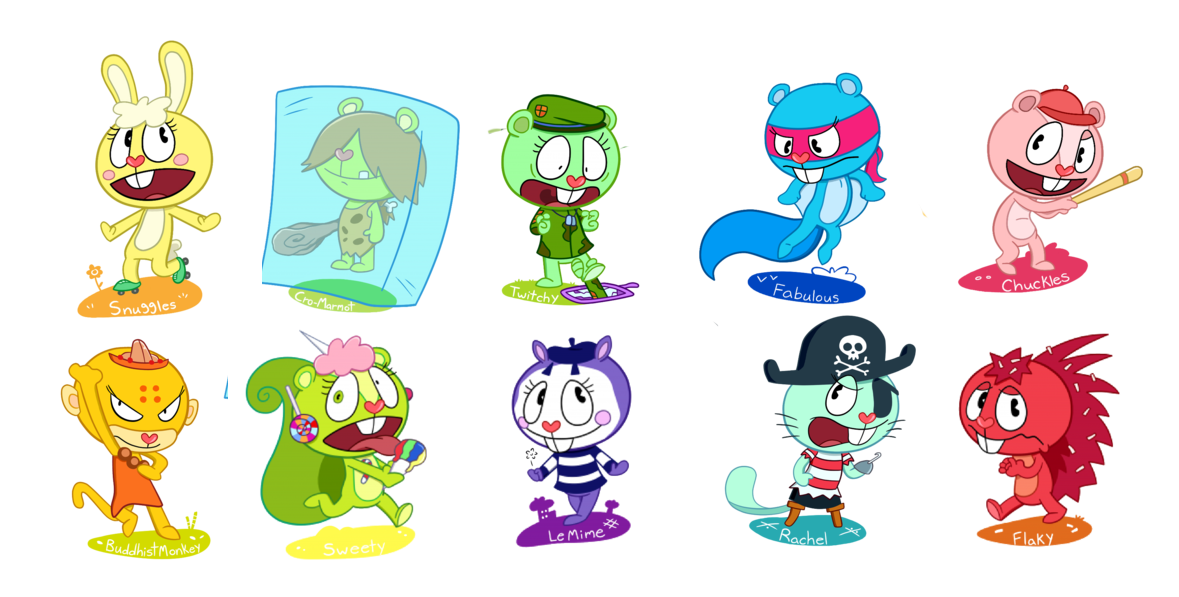 Snuggles
Cro-Marmot
Twitchy
Fabulous
Chuckles
BuddhistMonkey
Sweety
Le Mime
Rachel
Flaky